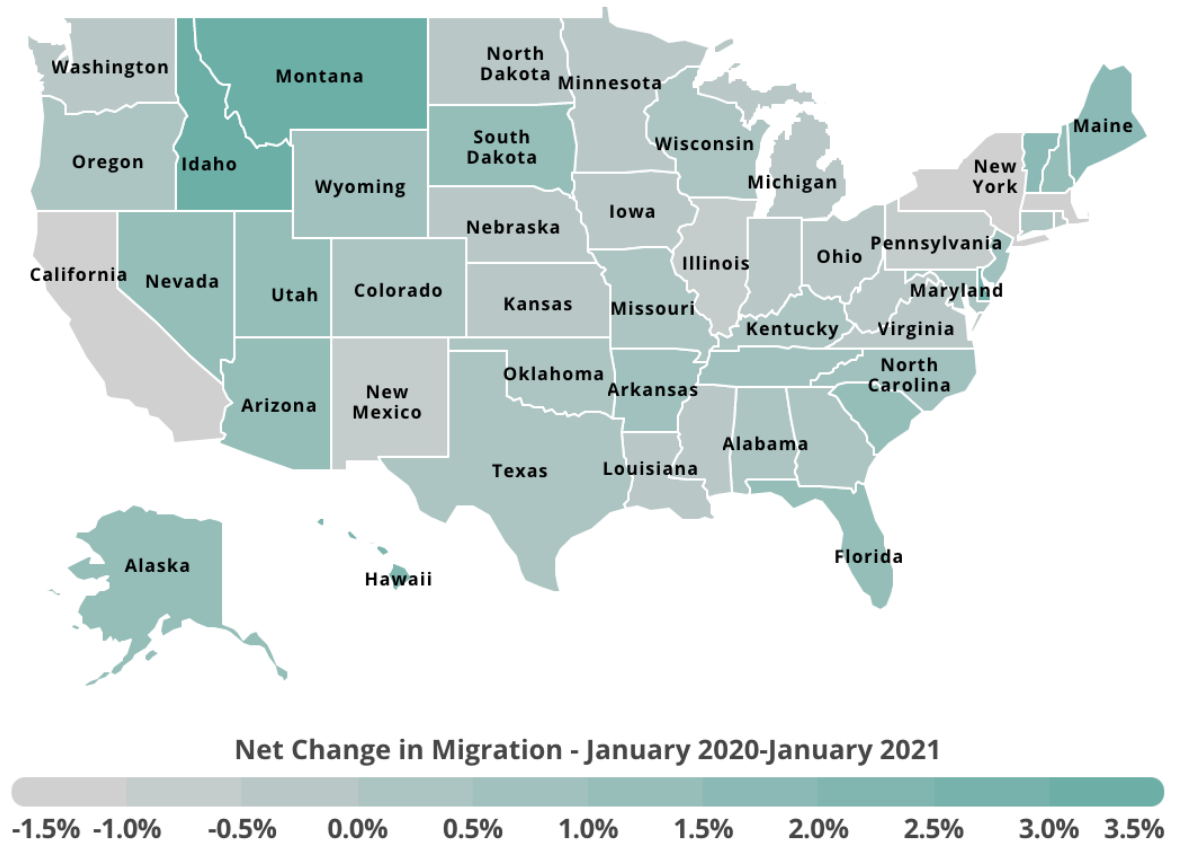 North
Dakota
Washington
Montana
Minnesota
Maine
South
Dakota
Wisconsin
Oregon
Idaho
New
York
Wyoming
Michigan
Iowa
Nebraska
Pennsylvania
Ohio
Illinois
California
Nevada
Utah
Colorado
Maryland
Kansas
Missouri
Kentucky
Virginia
North
Carolina
Oklahoma
Arkansas
New
Mexico
Arizona
Alabama
Texas
Louisiana
Florida
Alaska
Hawaii
Net Change in Migration - January 2020-January 2021
-1.5% -1.0% -0.5% 0.0% 0.5% 1.0% 1.5% 2.0% 2.5% 3.0% 3.5%